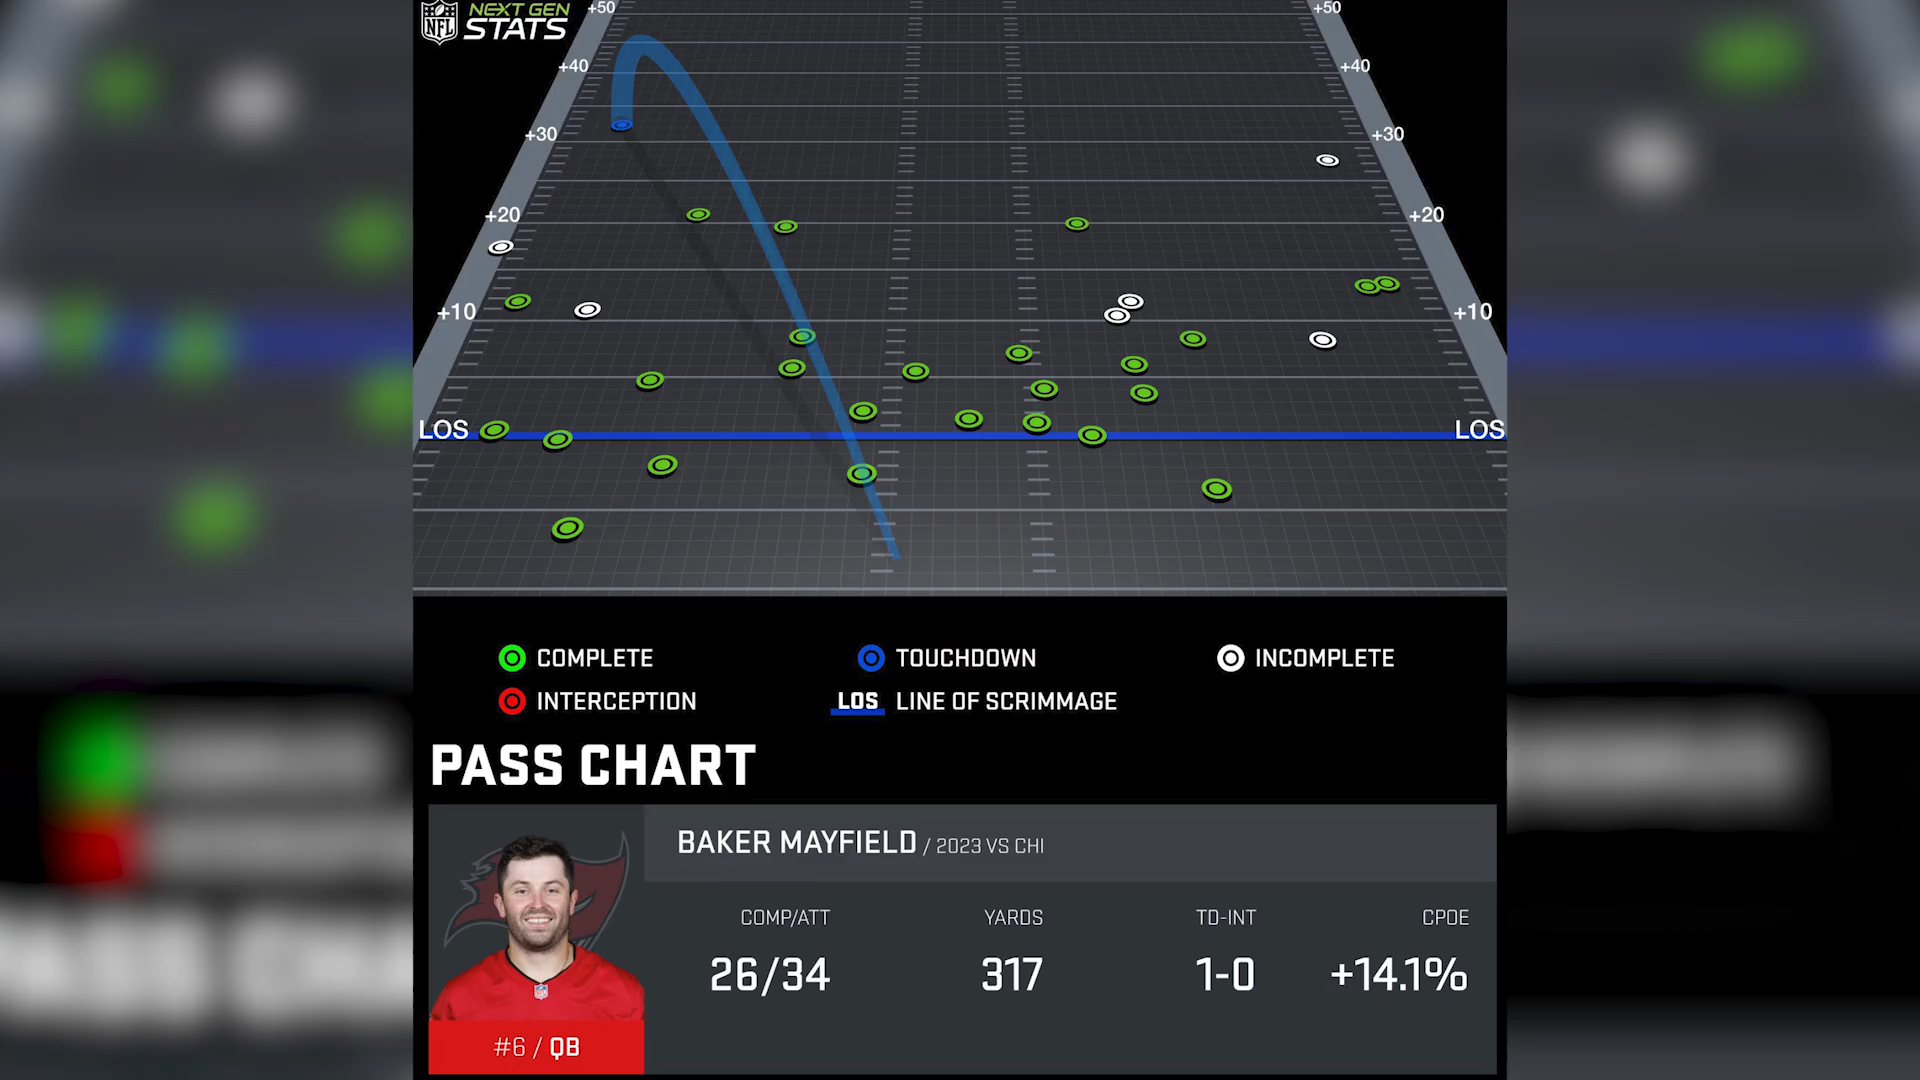 NFL NEXT GEN
STATS
+50 +50
+40 +40
+30 +30
+20 +20
+10 +10
LOS LOS
COMPLETE TOUCHDOWN INCOMPLETE
INTERCEPTION LOS LINE OF SCRIMMAGE
PASS CHART
BAKER MAYFIELD / 2023 VS CHI
COMP/ATT YARDS TD-INT CPOE
26/34 317 1-0 +14.1%
#6 / QB